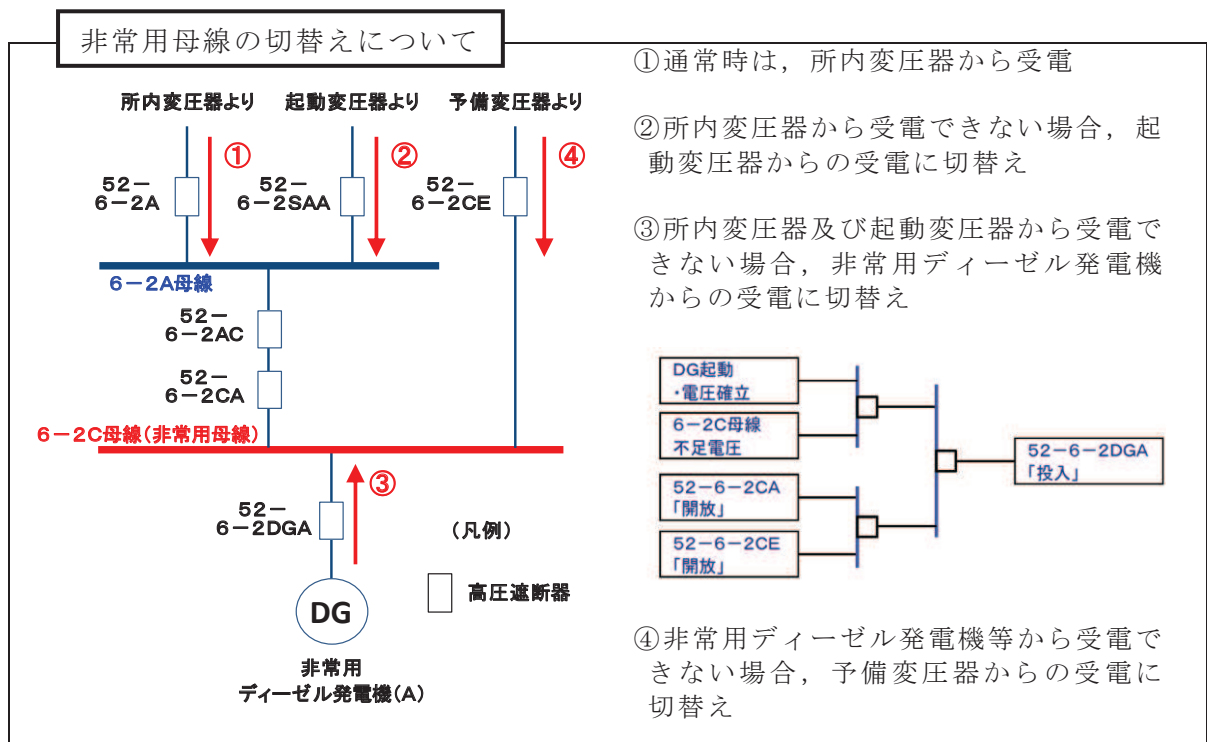 非常用母線の切替えについて
所内変圧器より
起動変圧器より
予備変圧器より
①
②
④
52-
6-2A
52-
6-2SAA
52-
6-2CE
6-2A母線
52-
6-2AC
52-
6-2CA
6-2C母線(非常用母線)
③
52-
6-2DGA
(凡例)
高圧遮断器
DG
非常用
ディーゼル発電機(A)
①通常時は，所内変圧器から受電
②所内変圧器から受電できない場合，起
動変圧器からの受電に切替え
③所内変圧器及び起動変圧器から受電で
きない場合，非常用ディーゼル発電機
からの受電に切替え
DG起動
・電圧確立
6-2C母線
不足電圧
52-6-2CA
「開放」
52-6-2CE
「開放」
52-6-2DGA
「投入」
④非常用ディーゼル発電機等から受電で
きない場合，予備変圧器からの受電に
切替え